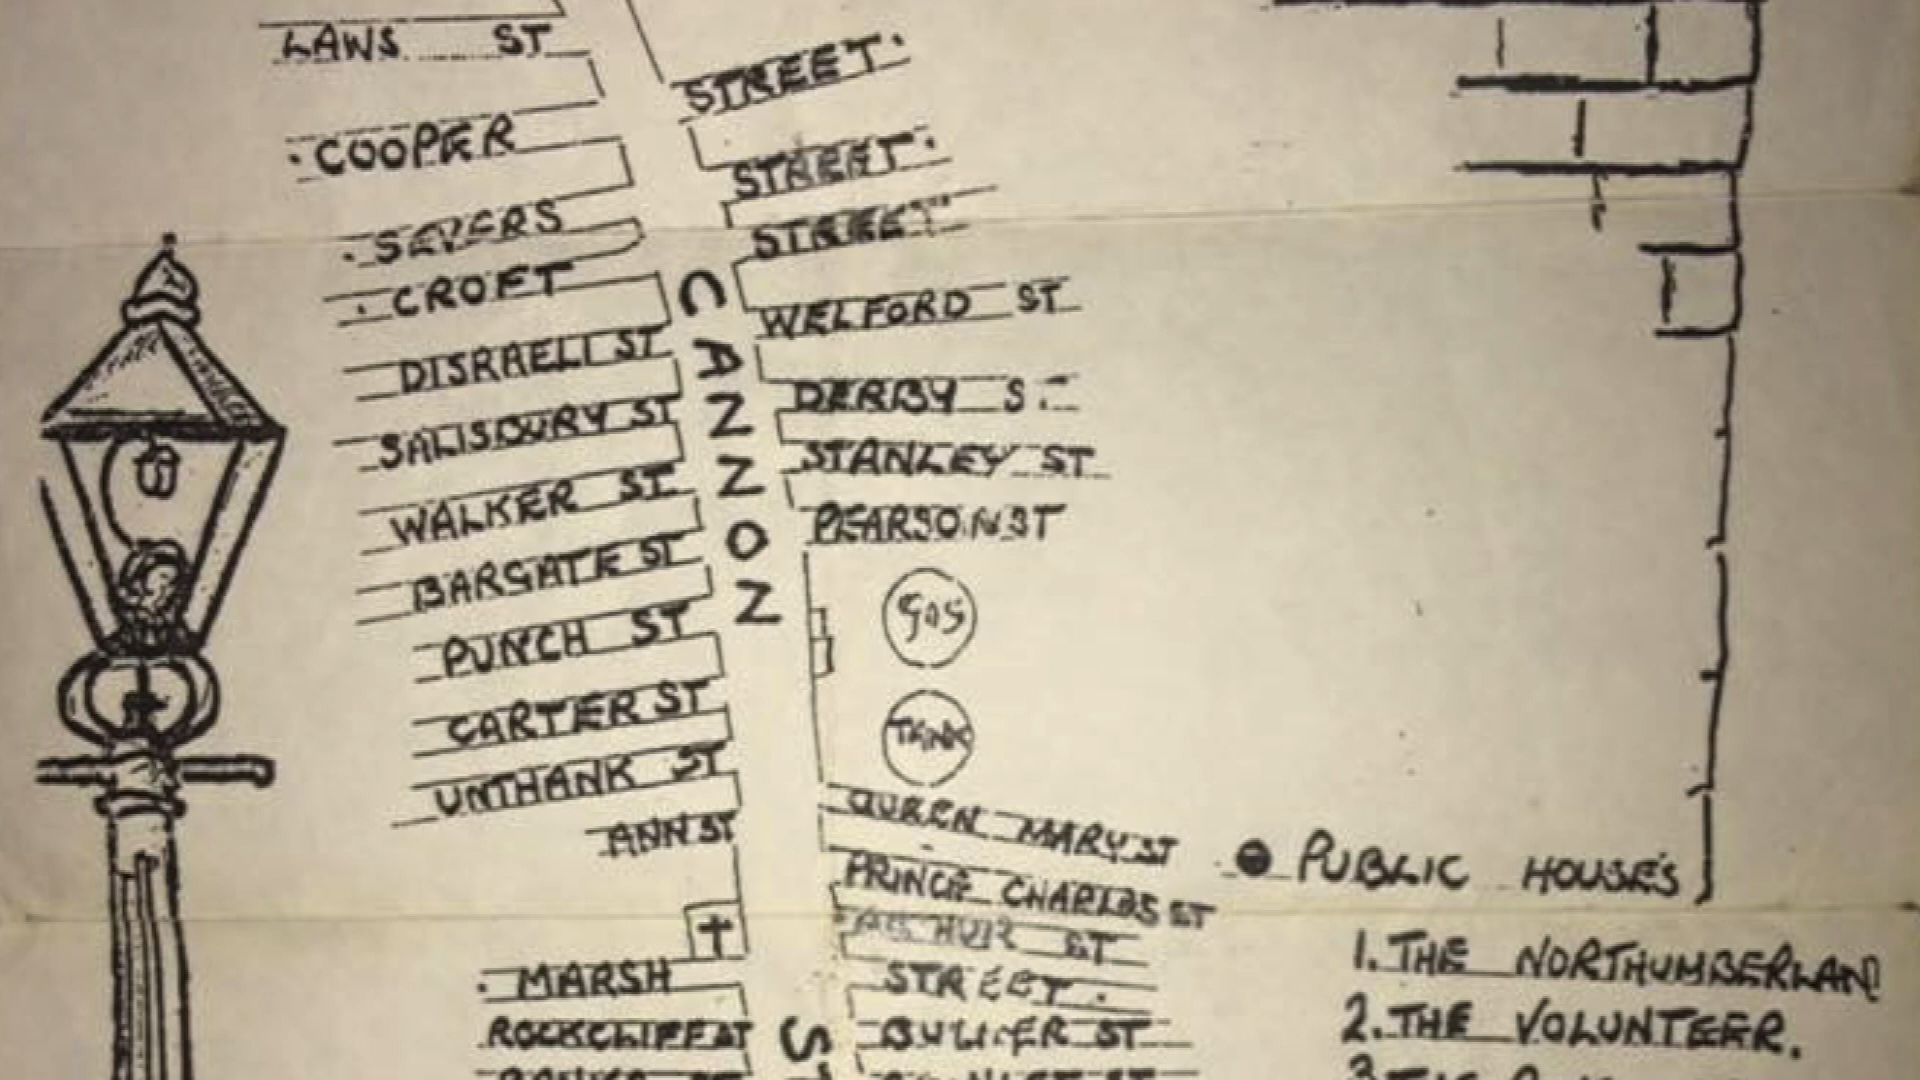 LAWS ST
STREET.
.COOPER
STREET.
.SEVERS
STREET
.CROFT
WELFORD ST
DISRAELI ST
DERBY
SALISBURY ST
STANLEY ST
WALKER ST
PEARSON ST
BARGATE ST
CANNON
GAS
PUNCH ST
CARTER ST
TANK
UNTHANK ST
QUEEN MARY ST
ANN ST
PRINCE CHARLES ST
ARTHUR ST
MARSH
STREET.
ROCKCLIFFE ST
BULLER ST
PUBLIC HOUSE'S
1. THE NORTHUMBERLAND
2. THE VOLUNTEER.